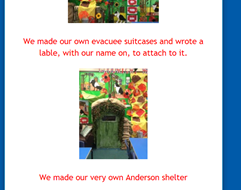 We made our own evacuee suitcases and wrote a
lable, with our name on, to attach to it.
We made our very own Anderson shelter